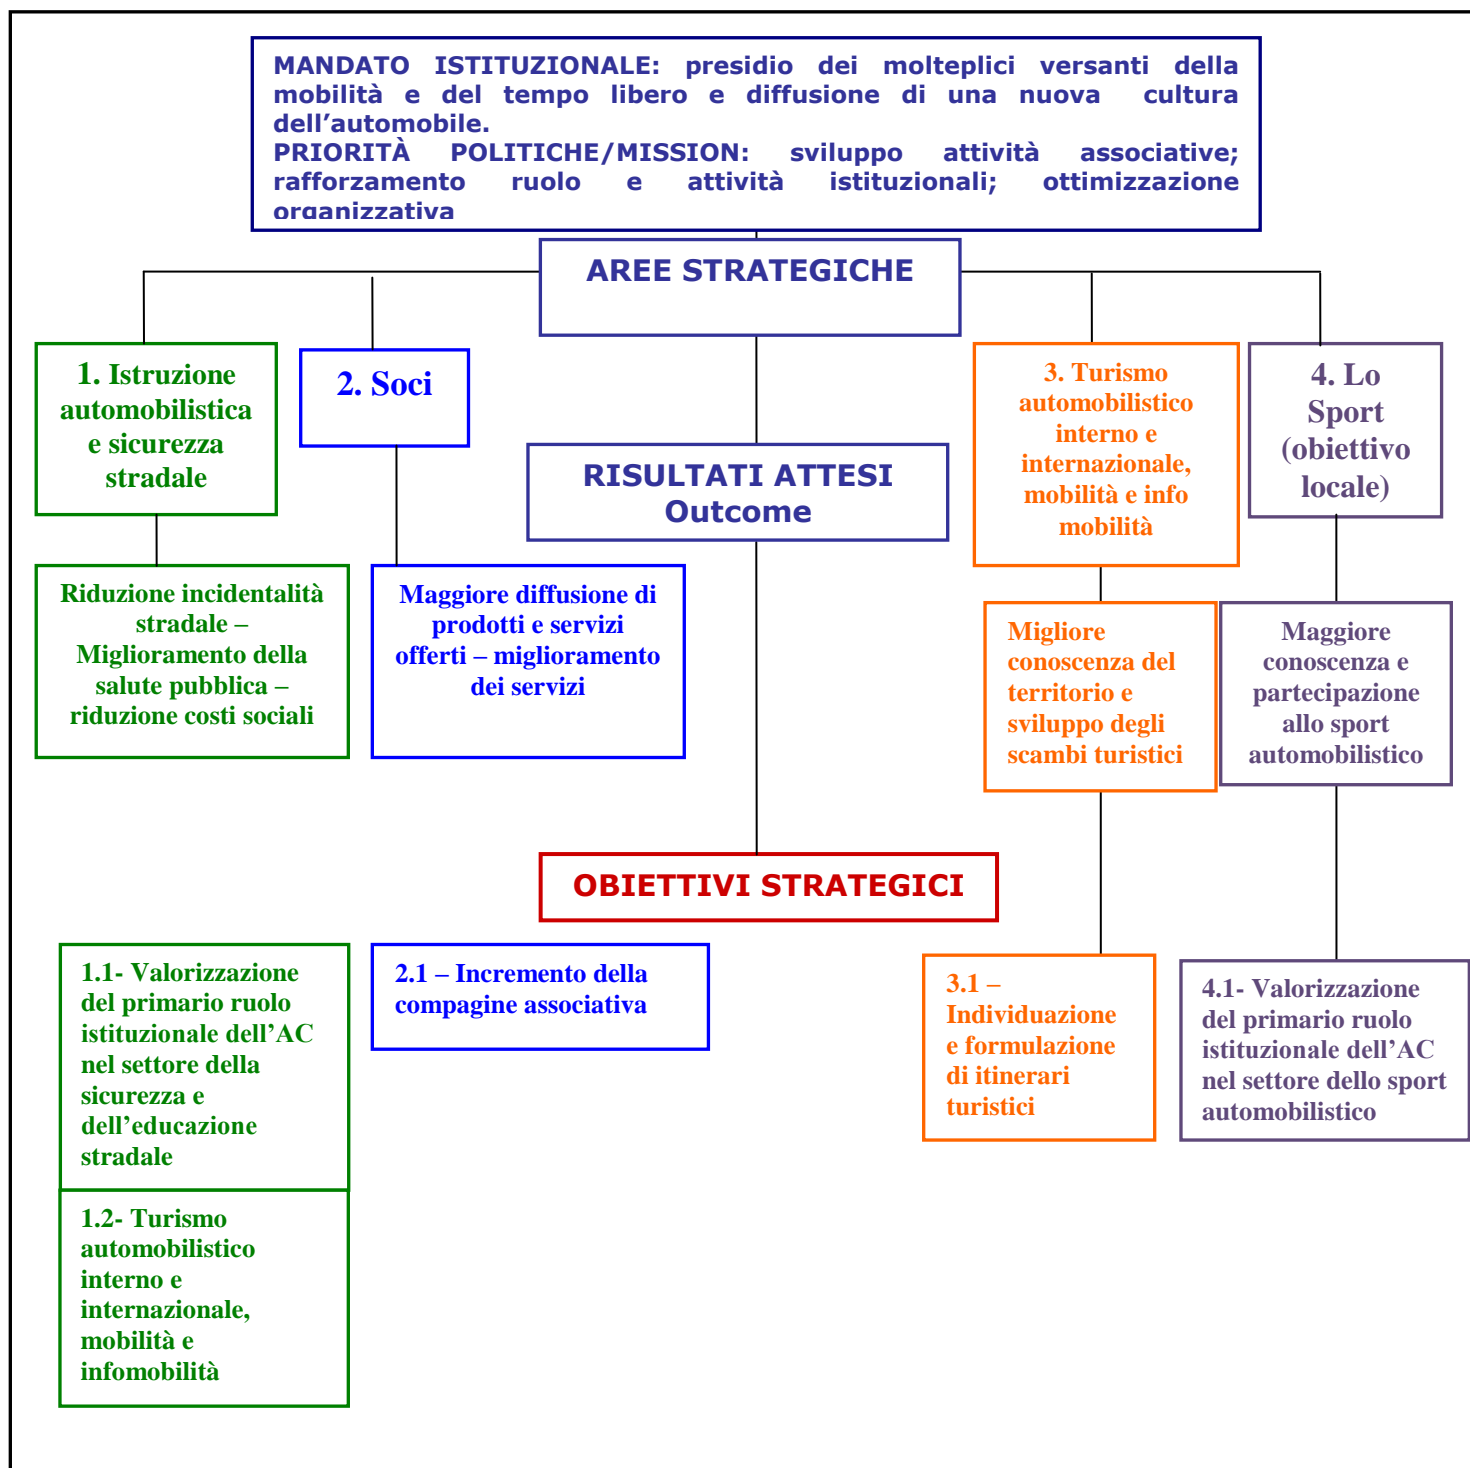 MANDATO ISTITUZIONALE: presidio dei molteplici versanti della
mobilità e del tempo libero e diffusione di una nuova cultura
dell’automobile.
PRIORITÀ POLITICHE/MISSION: sviluppo attività associative;
rafforzamento ruolo e attività istituzionali; ottimizzazione
organizzativa
AREE STRATEGICHE
1. Istruzione
automobilistica
e sicurezza
stradale
2. Soci
3. Turismo
automobilistico
interno e
internazionale,
mobilità e info
mobilità
4. Lo
Sport
(obiettivo
locale)
RISULTATI ATTESI
Outcome
Riduzione incidentalità
stradale –
Miglioramento della
salute pubblica –
riduzione costi sociali
Maggiore diffusione di
prodotti e servizi
offerti – miglioramento
dei servizi
Migliore
conoscenza del
territorio e
sviluppo degli
scambi turistici
Maggiore
conoscenza e
partecipazione
allo sport
automobilistico
OBIETTIVI STRATEGICI
1.1- Valorizzazione
del primario ruolo
istituzionale dell’AC
nel settore della
sicurezza e
dell’educazione
stradale
2.1 – Incremento della
compagine associativa
3.1 –
Individuazione
e formulazione
di itinerari
turistici
4.1- Valorizzazione
del primario ruolo
istituzionale dell’AC
nel settore dello sport
automobilistico
1.2- Turismo
automobilistico
interno e
internazionale,
mobilità e
infomobilità